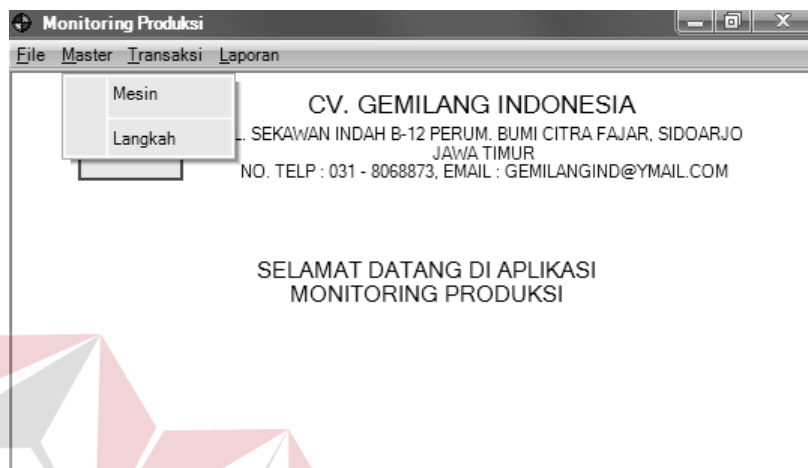 Monitoring Produksi
File Master Transaksi Laporan
Mesin
Langkah
CV. GEMILANG INDONESIA
. SEKAWAN INDAH B-12 PERUM. BUMI CITRA FAJAR, SIDOARJO
JAWA TIMUR
NO. TELP : 031 - 8068873, EMAIL : GEMILANGIND@YMAIL.COM
SELAMAT DATANG DI APLIKASI
MONITORING PRODUKSI